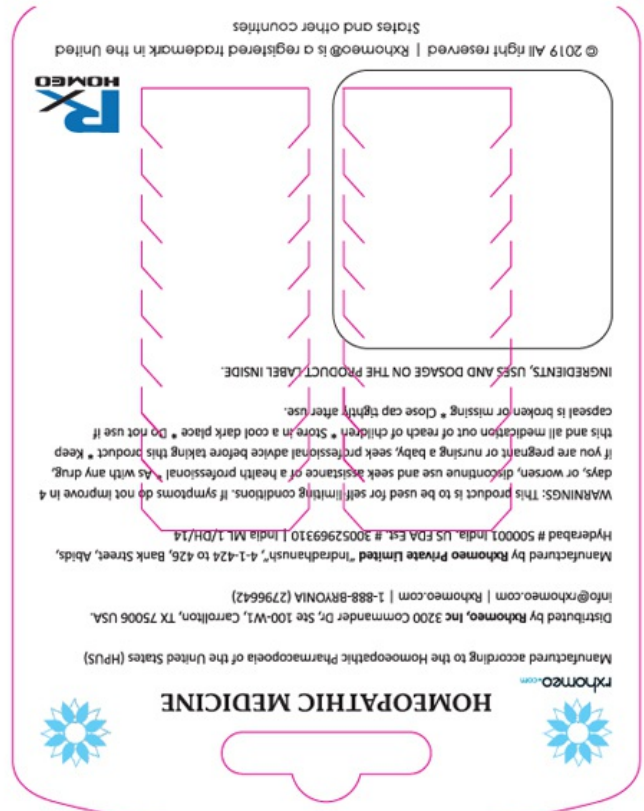 HOMEOPATHIC MEDICINE
rxhomeo.com
Manufactured according to the Homoeopathic Pharmacopoeia of the United States (HPUS)
Distributed by Rxhomeo, Inc 3200 Commander Dr, Ste 100-W1, Carrollton, TX 75006 USA.
info@rxhomeo.com | Rxhomeo.com | 1-888-BRYONIA (2796642)
Manufactured by Rxhomeo Private Limited "Indradhanush", 4-1-424 to 426, Bank Street, Abids,
Hyderabad # 500001 India. US FDA Est. # 30052969310 | India ML 1/DH/14
WARNINGS: This product is to be used for self-limiting conditions. If symptoms do not improve in 4
days, or worsen, discontinue use and seek assistance of a health professional * As with any drug,
if you are pregnant or nursing a baby, seek professional advice before taking this product * Keep
this and all medication out of reach of children * Store in a cool dark place * Do not use if
capseal is broken or missing * Close cap tightly after use.
INGREDIENTS, USES AND DOSAGE ON THE PRODUCT LABEL INSIDE.
Rx
HOMEO
© 2019 All right reserved | Rxhomeo® is a registered trademark in the United
States and other countries